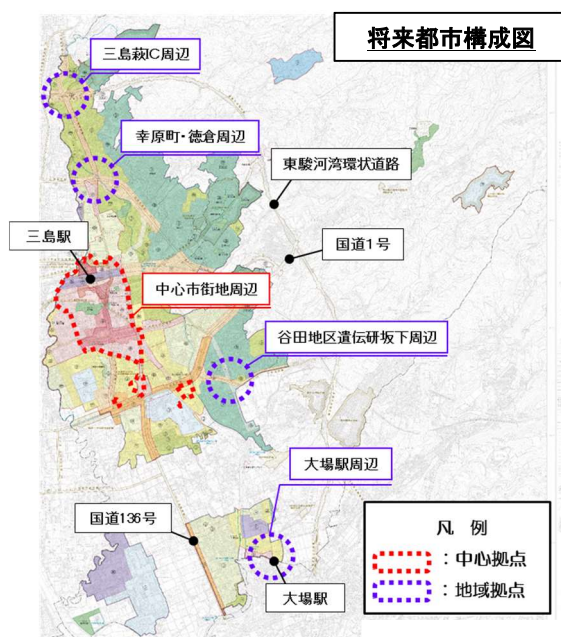 将来都市構成図
三島萩IC周辺
幸原町・徳倉周辺
東駿河湾環状道路
三島駅
国道1号
中心市街地周辺
谷田地区遺伝研坂下周辺
大場駅周辺
国道136号
大場駅
凡 例
：中心拠点
：地域拠点